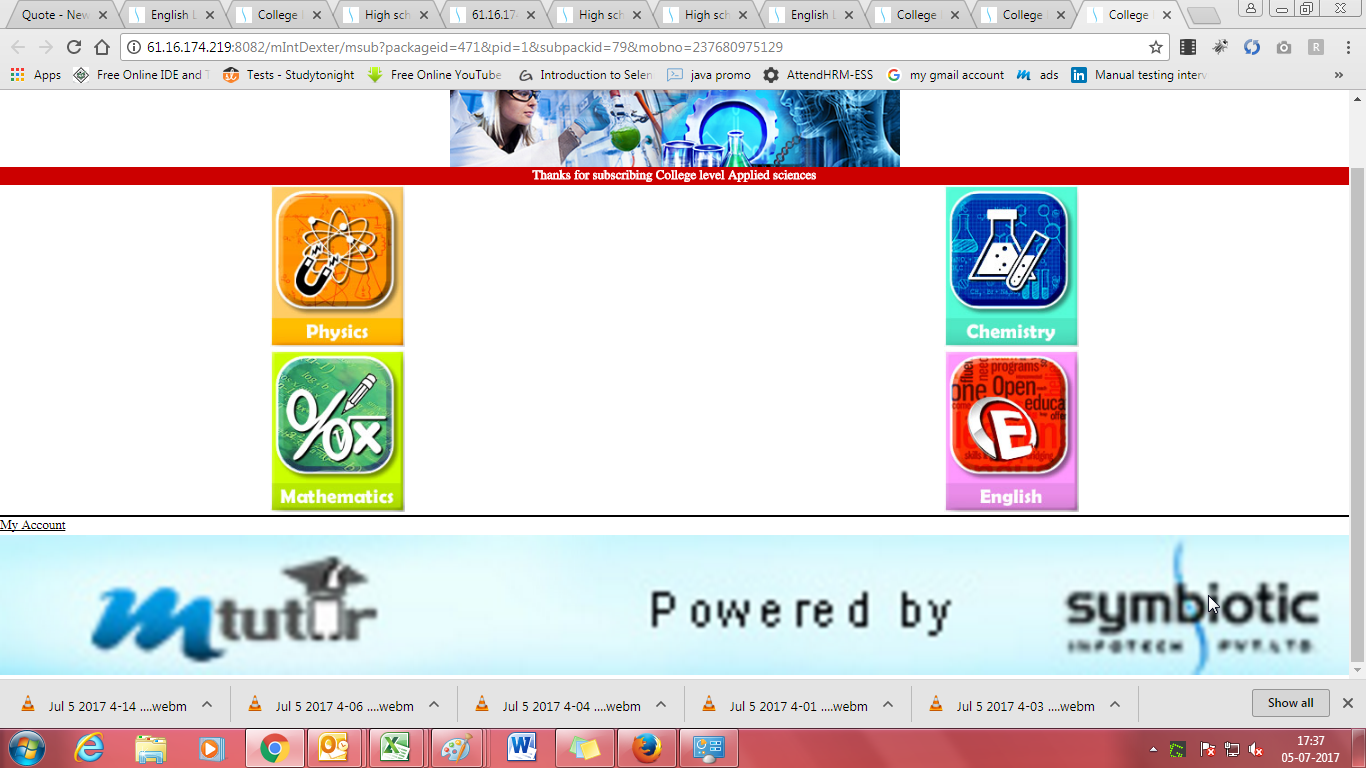 Quote - New
English L
College
High sch
61.16.174
High sch
High sch
English L
College
College
College
61.16.174.219:8082/mIntDexter/msub?packageid=471&pid=1&subpackid=79&mobno=237680975129
Apps
Free Online IDE and T
Tests - Studytonight
Free Online YouTube
Introduction to Selen
java promo
AttendHRM-ESS
my gmail account
ads
Manual testing interv
»
Thanks for subscribing College level Applied sciences
Physics
Chemistry
Mathematics
needs programs
one Open-
educa
E
English
My Account
mtutor
Powered by
symbiotic
INFOTECH PVT.LTD.
Jul 5 2017 4-14 ....webm
Jul 5 2017 4-06 ....webm
Jul 5 2017 4-04 ....webm
Jul 5 2017 4-01 ....webm
Jul 5 2017 4-03 ....webm
Show all
17:37
05-07-2017